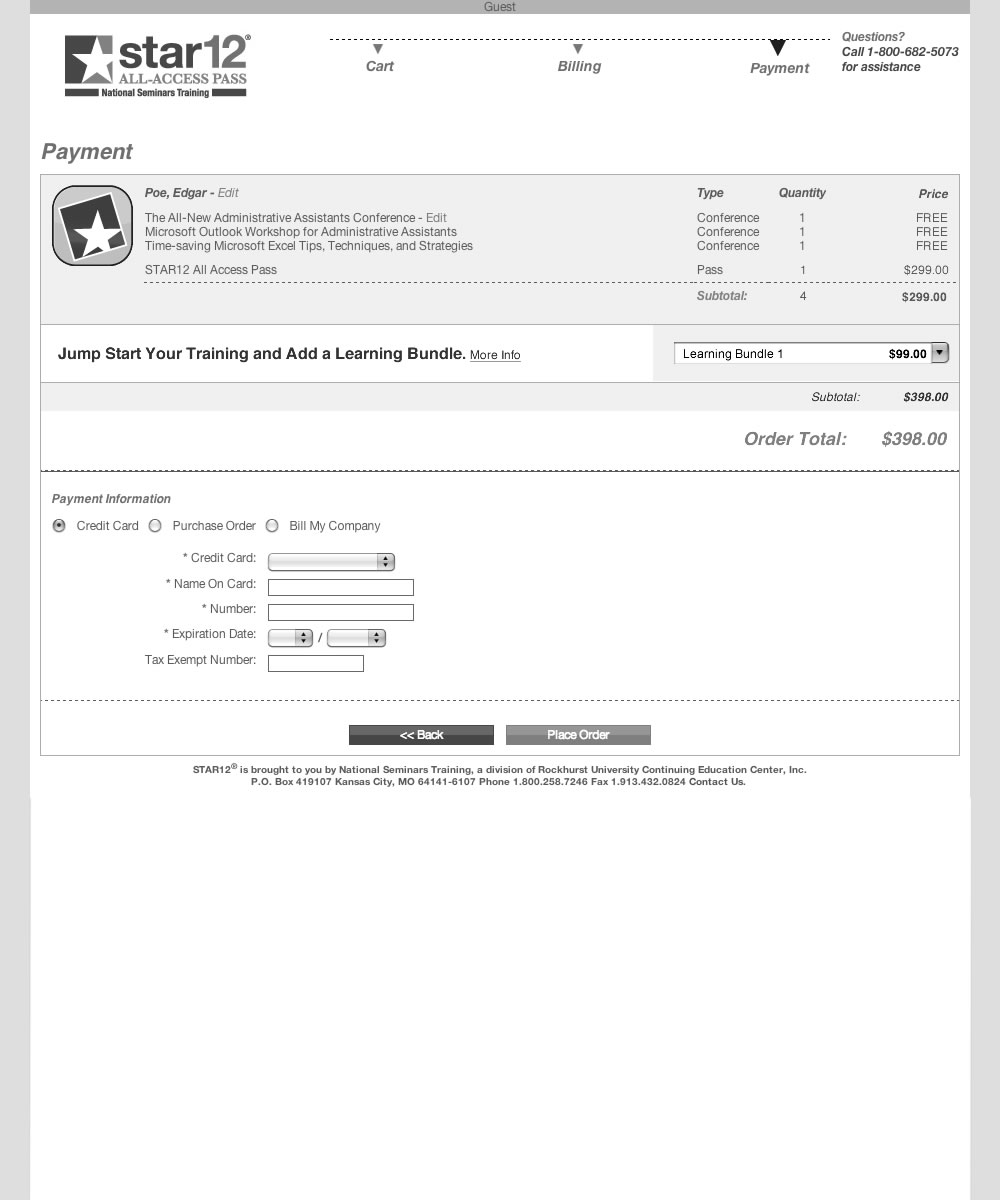 Guest
star12®
ALL-ACCESS PASS
National Seminars Training
Cart
Billing
Payment
Questions?
Call 1-800-682-5073
for assistance
Payment
Poe, Edgar - Edit Type Quantity Price
The All-New Administrative Assistants Conference - Edit Conference 1 FREE
Microsoft Outlook Workshop for Administrative Assistants Conference 1 FREE
Time-saving Microsoft Excel Tips, Techniques, and Strategies Conference 1 FREE
STAR12 All Access Pass Pass 1 $299.00
Subtotal: 4 $299.00
Jump Start Your Training and Add a Learning Bundle. More Info Learning Bundle 1 $99.00
Subtotal: $398.00
Order Total: $398.00
Payment Information
Credit Card Purchase Order Bill My Company
* Credit Card:
* Name On Card:
* Number:
* Expiration Date: /
Tax Exempt Number:
<< Back Place Order
STAR12® is brought to you by National Seminars Training, a division of Rockhurst University Continuing Education Center, Inc.
P.O. Box 419107 Kansas City, MO 64141-6107 Phone 1.800.258.7246 Fax 1.913.432.0824 Contact Us.